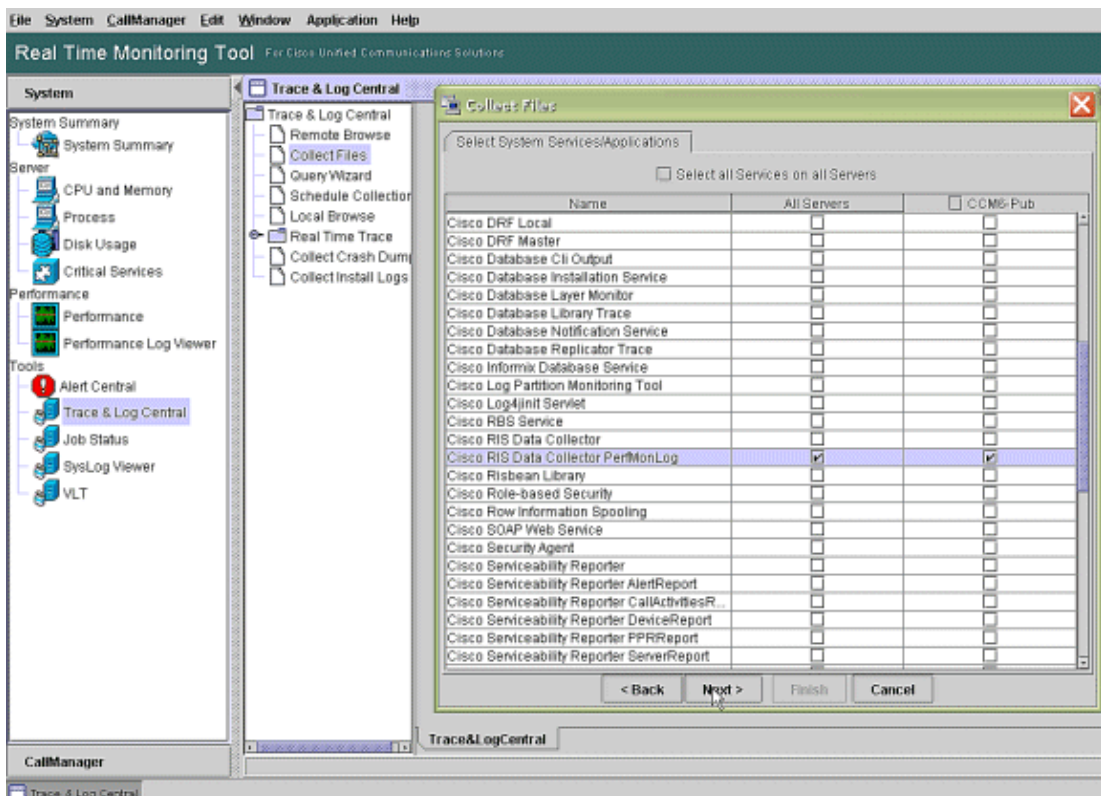 File System CallManager Edit Window Application Help
Real Time Monitoring Tool For Cisco Unified Communications Solutions
System
System Summary
System Summary
Server
CPU and Memory
Process
Disk Usage
Critical Services
Performance
Performance
Performance Log Viewer
Tools
Alert Central
Trace & Log Central
Job Status
SysLog Viewer
VLT
CallManager
Trace & Log Central
Trace & Log Central
Remote Browse
Collect Files
Query Wizard
Schedule Collection
Local Browse
Real Time Trace
Collect Crash Dump
Collect Install Logs
Collect Files
Select System Services/Applications
Select all Services on all Servers
Name All Servers CCM6-Pub
Cisco DRF Local
Cisco DRF Master
Cisco Database Cli Output
Cisco Database Installation Service
Cisco Database Layer Monitor
Cisco Database Library Trace
Cisco Database Notification Service
Cisco Database Replicator Trace
Cisco Informix Database Service
Cisco Log Partition Monitoring Tool
Cisco Log4jinit Servlet
Cisco RBS Service
Cisco RIS Data Collector
Cisco RIS Data Collector PerfMonLog
Cisco Risbean Library
Cisco Role-based Security
Cisco Row Information Spooling
Cisco SOAP Web Service
Cisco Security Agent
Cisco Serviceability Reporter
Cisco Serviceability Reporter AlertReport
Cisco Serviceability Reporter CallActivitiesR...
Cisco Serviceability Reporter DeviceReport
Cisco Serviceability Reporter PPRReport
Cisco Serviceability Reporter ServerReport
< Back Next > Finish Cancel
Trace&LogCentral
Trace & Log Central